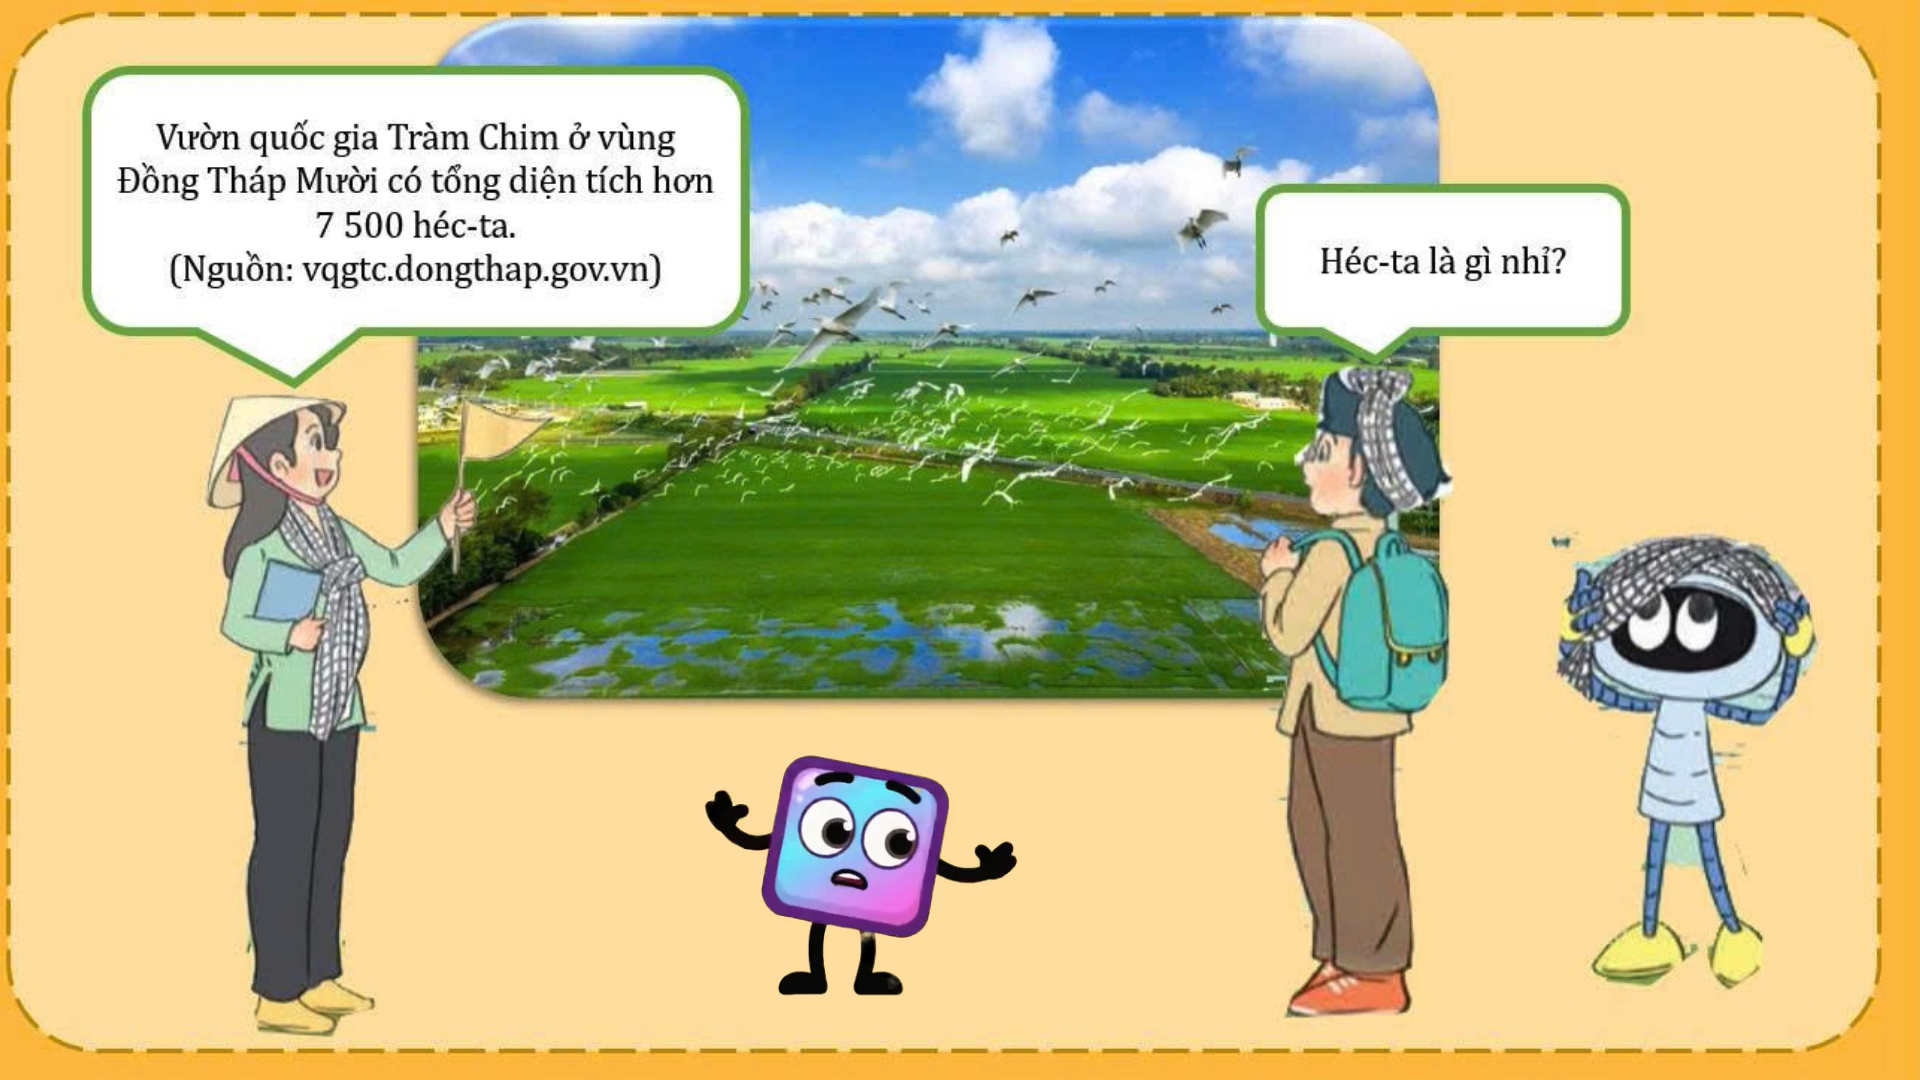 Vườn quốc gia Tràm Chim ở vùng
Đồng Tháp Mười có tổng diện tích hơn
7 500 héc-ta.
(Nguồn: vqgtc.dongthap.gov.vn)
Héc-ta là gì nhỉ?